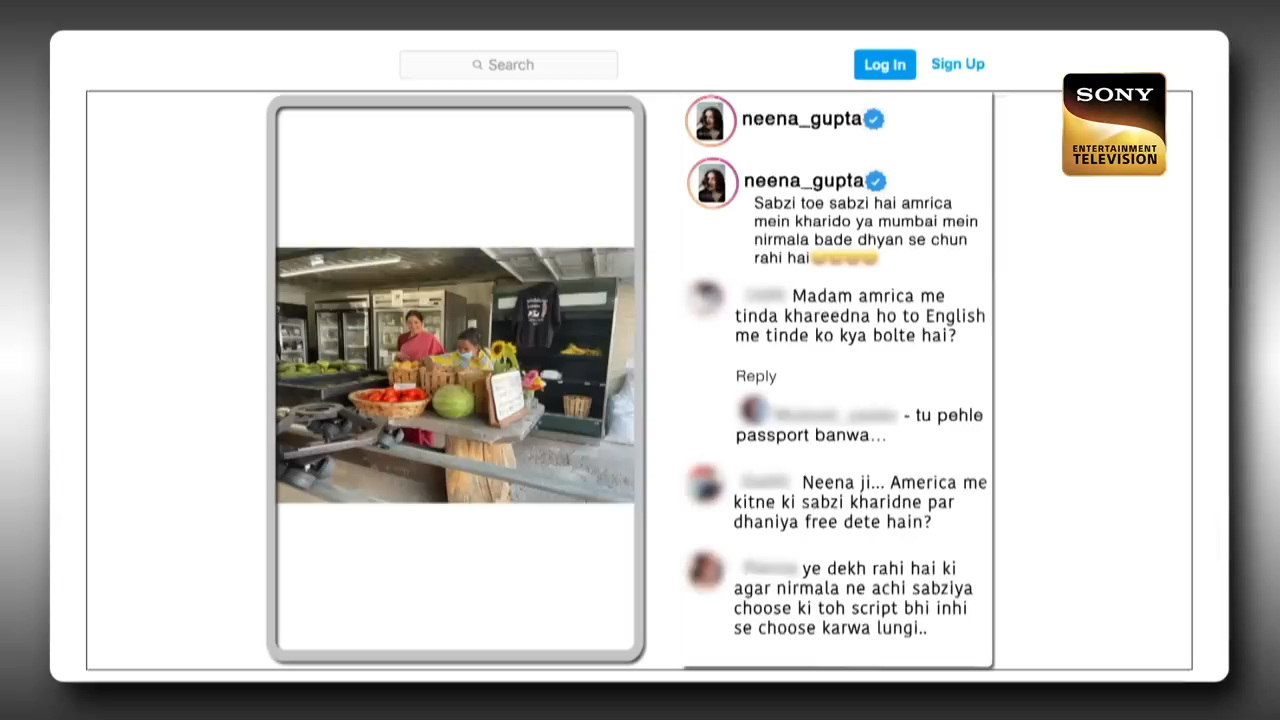 Search
Log In
Sign Up
SONY
ENTERTAINMENT
TELEVISION
neena_gupta
neena_gupta
Sabzi toe sabzi hai amrica
mein kharido ya mumbai mein
nirmala bade dhyan se chun
rahi hai
Madam amrica me
tinda khareedna ho to English
me tinde ko kya bolte hai?
Reply
- tu pehle
passport banwa...
Neena ji... America me
kitne ki sabzi kharidne par
dhaniya free dete hain?
ye dekh rahi hai ki
agar nirmala ne achi sabziya
choose ki toh script bhi inhi
se choose karwa lungi..